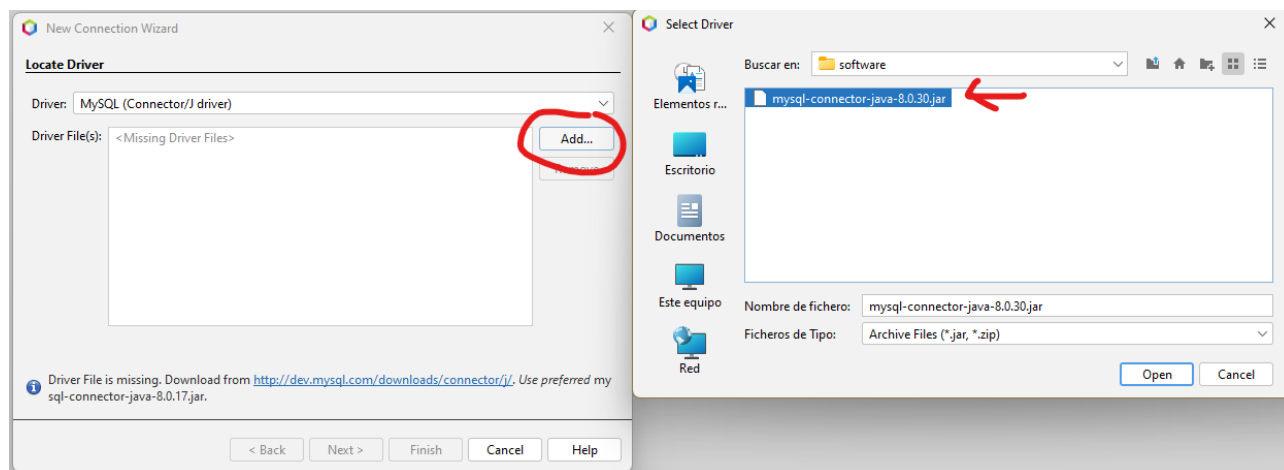 New Connection Wizard
Locate Driver
Driver: MySQL (Connector/J driver)
Driver File(s): <Missing Driver Files>
Add...
Remove
Driver File is missing. Download from http://dev.mysql.com/downloads/connector/j/. Use preferred my
sql-connector-java-8.0.17.jar.
< Back Next > Finish Cancel Help
Select Driver
Buscar en: software
Elementos r...
Escritorio
Documentos
Este equipo
Red
mysql-connector-java-8.0.30.jar
Nombre de fichero: mysql-connector-java-8.0.30.jar
Ficheros de Tipo: Archive Files (*.jar, *.zip)
Open Cancel